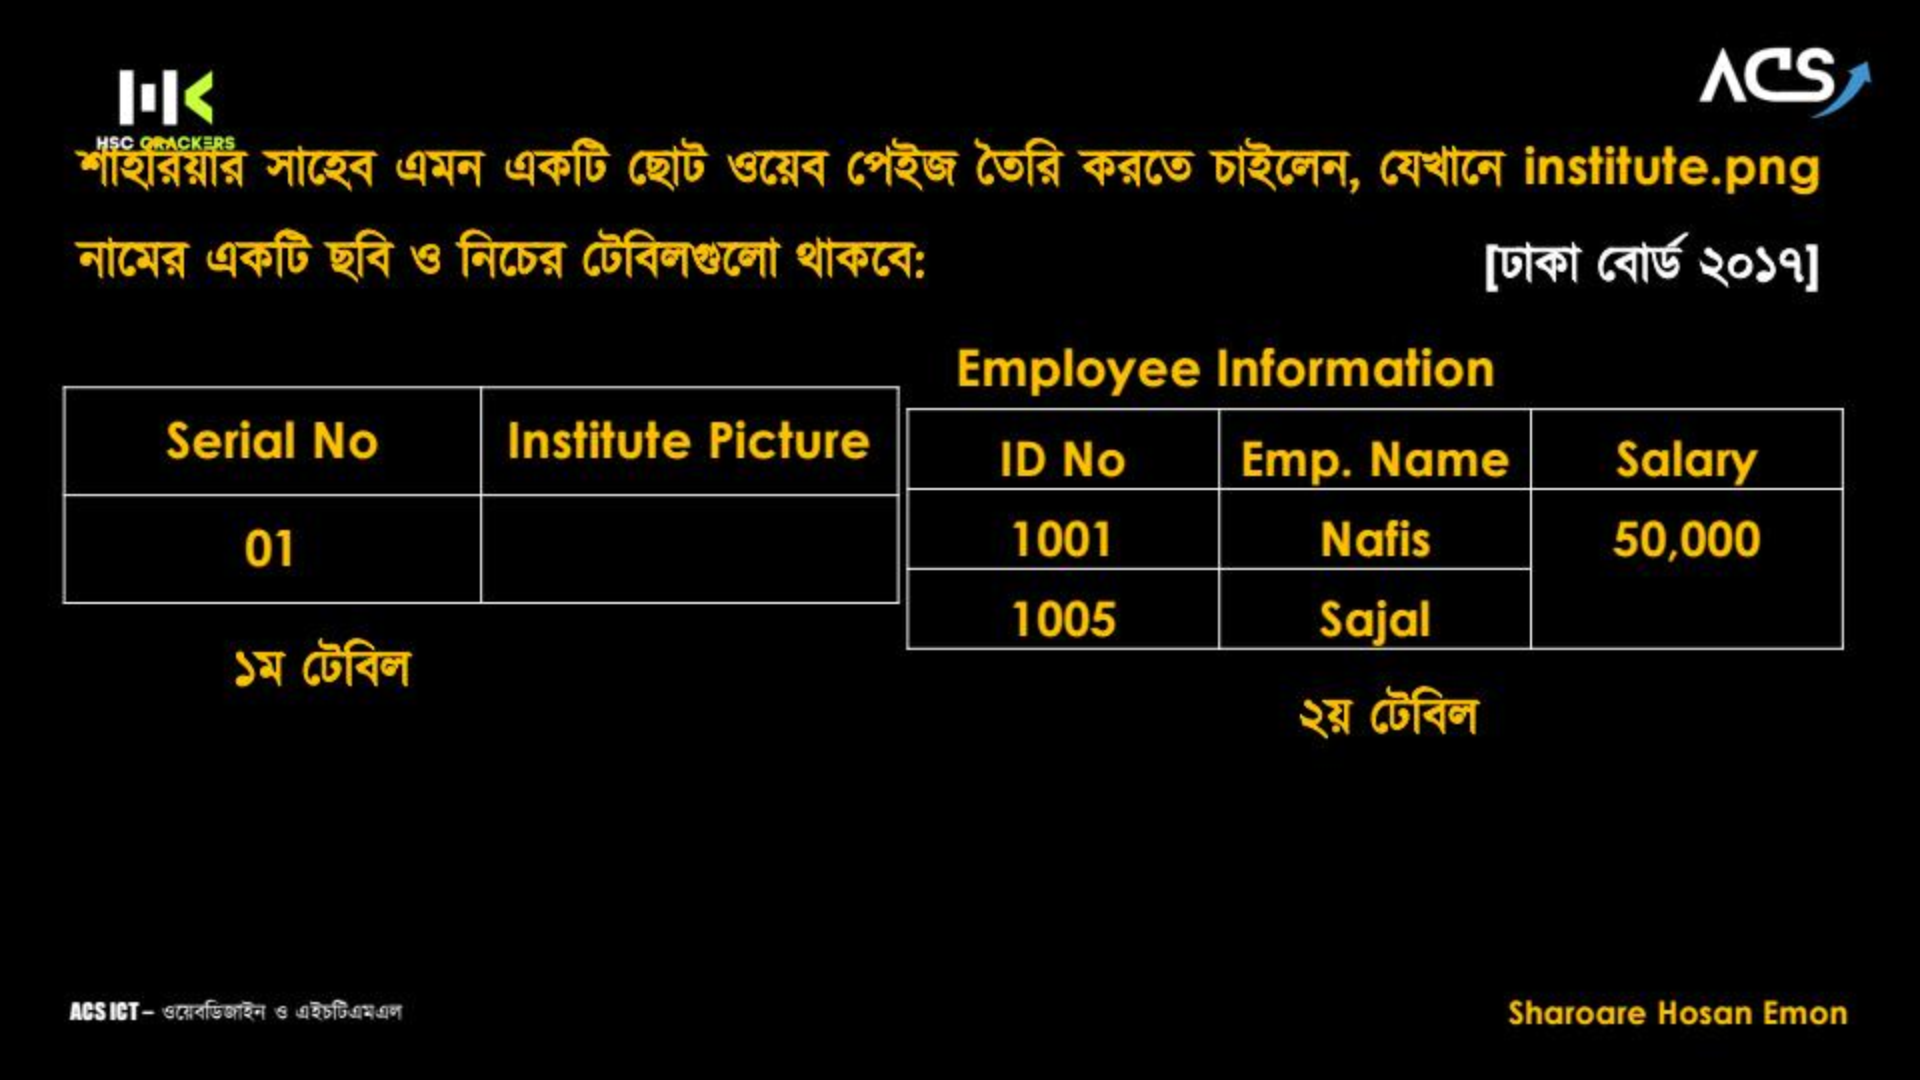 HSC CRACKERS
ACS
শাহরিয়ার সাহেব এমন একটি ছোট ওয়েব পেইজ তৈরি করতে চাইলেন, যেখানে institute.png
নামের একটি ছবি ও নিচের টেবিলগুলো থাকবে:
[ঢাকা বোর্ড ২০১৭]
Serial No Institute Picture
01
১ম টেবিল
Employee Information
ID No Emp. Name Salary
1001 Nafis 50,000
1005 Sajal
২য় টেবিল
ACS ICT – ওয়েবডিজাইন ও এইচটিএমএল
Sharoare Hosan Emon